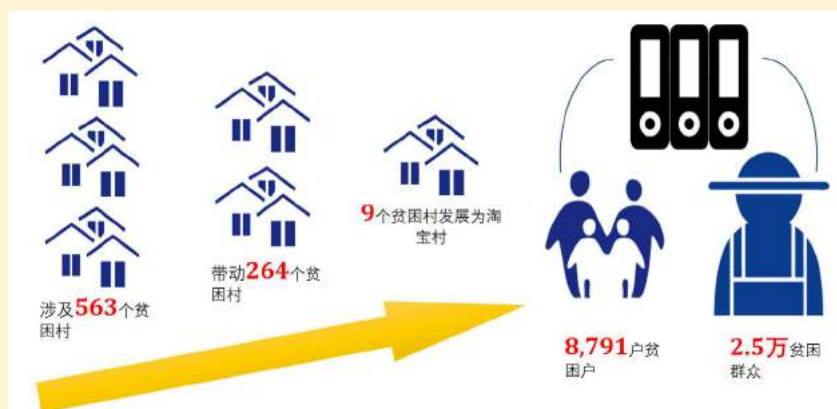 涉及563个贫
困村
带动264个贫
困村
9个贫困村发展为淘
宝村
8,791户贫
困户
2.5万贫困
群众